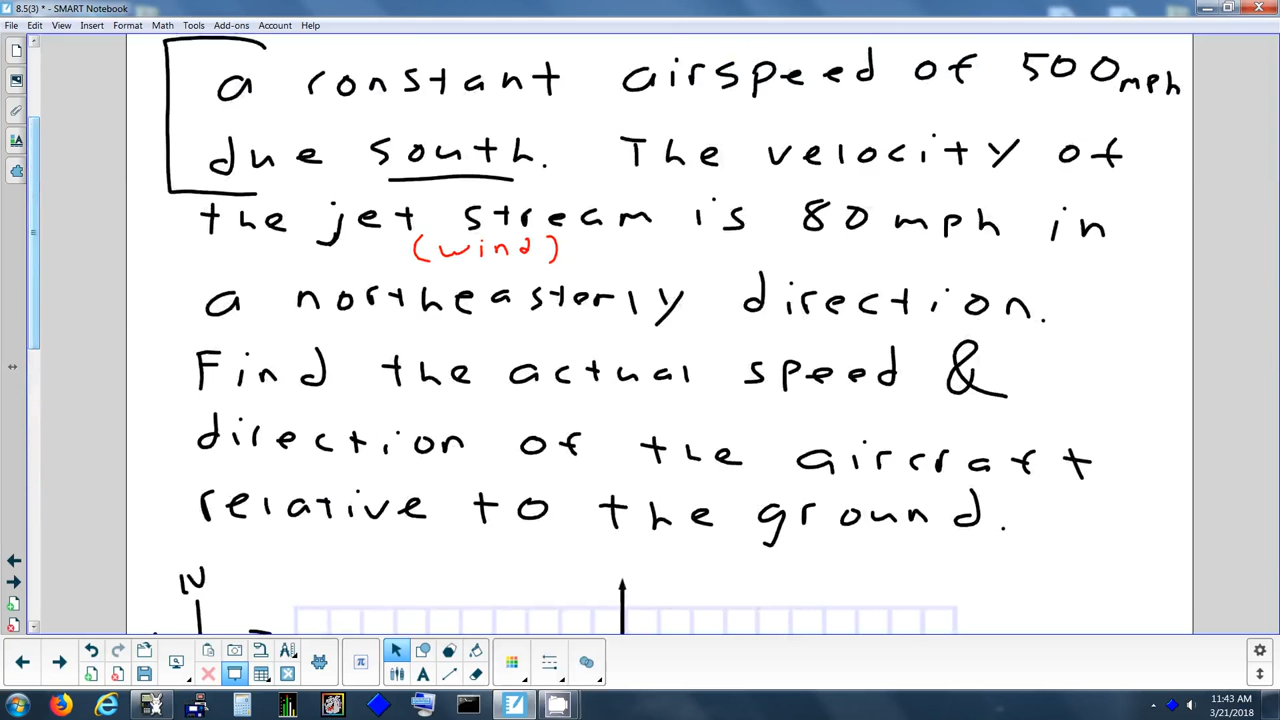 8.5(3) * - SMART Notebook
File Edit View Insert Format Math Tools Add-ons Account Help
a constant airspeed of 500mph
due south. The velocity of
the jet stream is 80 mph in
(wind)
a northeasterly direction.
Find the actual speed &
direction of the aircraft
relative to the ground.
N
11:43 AM
3/21/2018